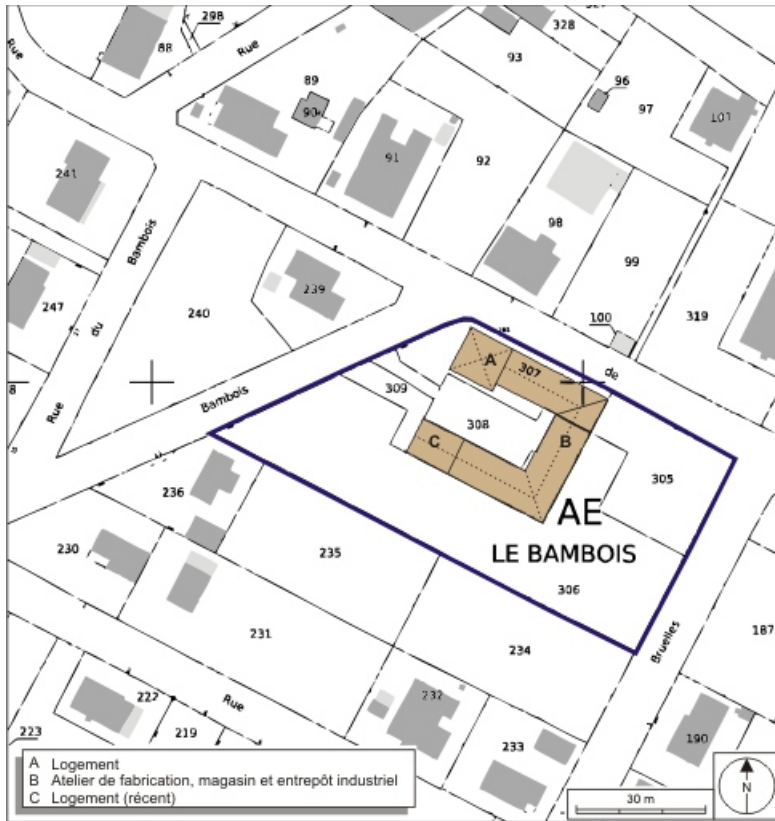 298
Rue
88
Rue
328
93
89
96
97
90
101
91
92
241
Bambois
98
99
239
247
240
100
319
du
307
de
A
Bambois
309
Rue
308
C
B
305
236
AE
LE BAMBOIS
230
235
306
231
187
234
Bruelles
Rue
222
232
223
219
233
190
A Logement
B Atelier de fabrication, magasin et entrepôt industriel
C Logement (récent)
30 m
N